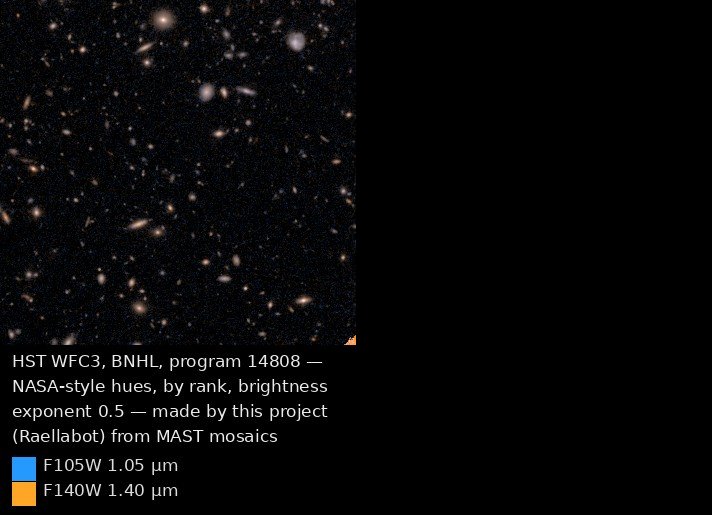 HST WFC3, BNHL, program 14808 —
NASA-style hues, by rank, brightness
exponent 0.5 — made by this project
(Raellabot) from MAST mosaics
F105W 1.05 μm
F140W 1.40 μm